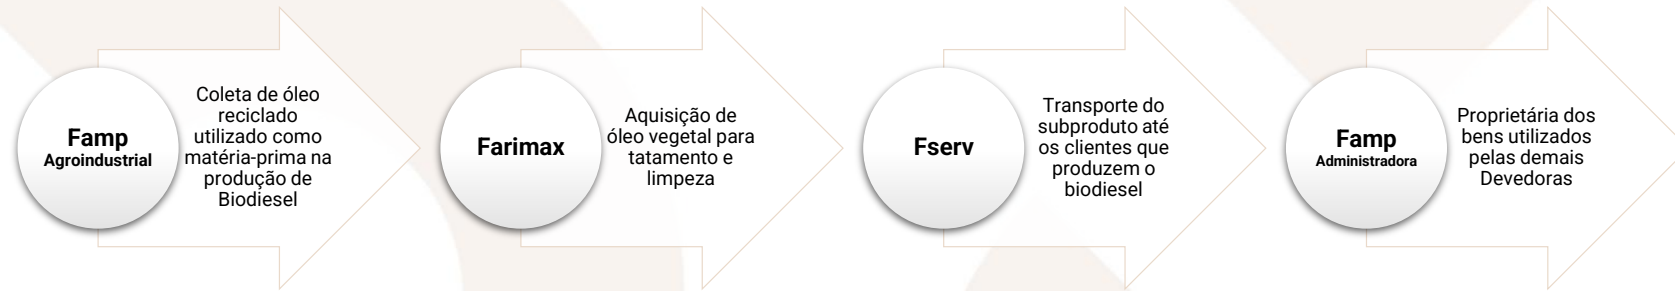 Famp
Agroindustrial
Coleta de óleo
reciclado
utilizado como
matéria-prima na
produção de
Biodiesel
Farimax
Aquisição de
óleo vegetal para
tatamento e
limpeza
Fserv
Transporte do
subproduto até
os clientes que
produzem o
biodiesel
Famp
Administradora
Proprietária dos
bens utilizados
pelas demais
Devedoras